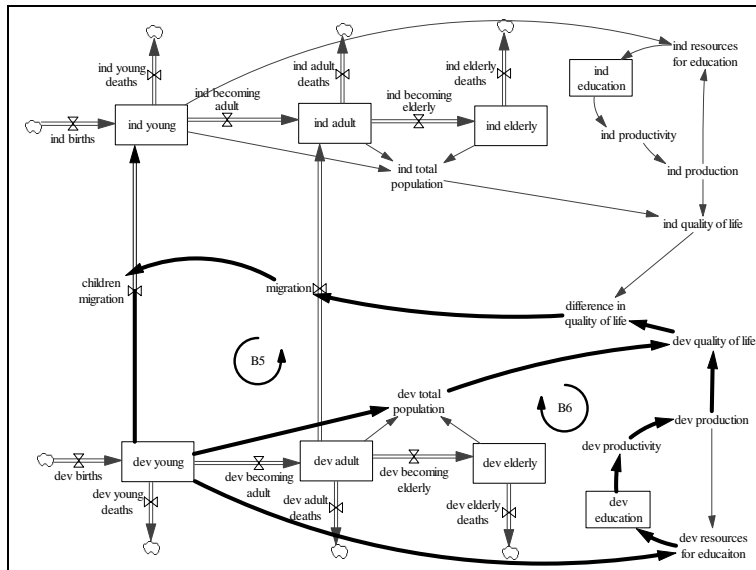 ind young
deaths
ind adult
deaths
ind elderly
deaths
ind resources
for education
ind becoming
adult
ind becoming
elderly
ind
education
ind births
ind young
ind adult
ind elderly
ind productivity
ind total
population
ind production
ind quality of life
children
migration
migration
difference in
quality of life
dev quality of life
B5
dev total
population
B6
dev production
dev productivity
dev births
dev young
dev adult
dev elderly
dev becoming
adult
dev becoming
elderly
dev young
deaths
dev adult
deaths
dev elderly
deaths
dev
education
dev resources
for educaiton